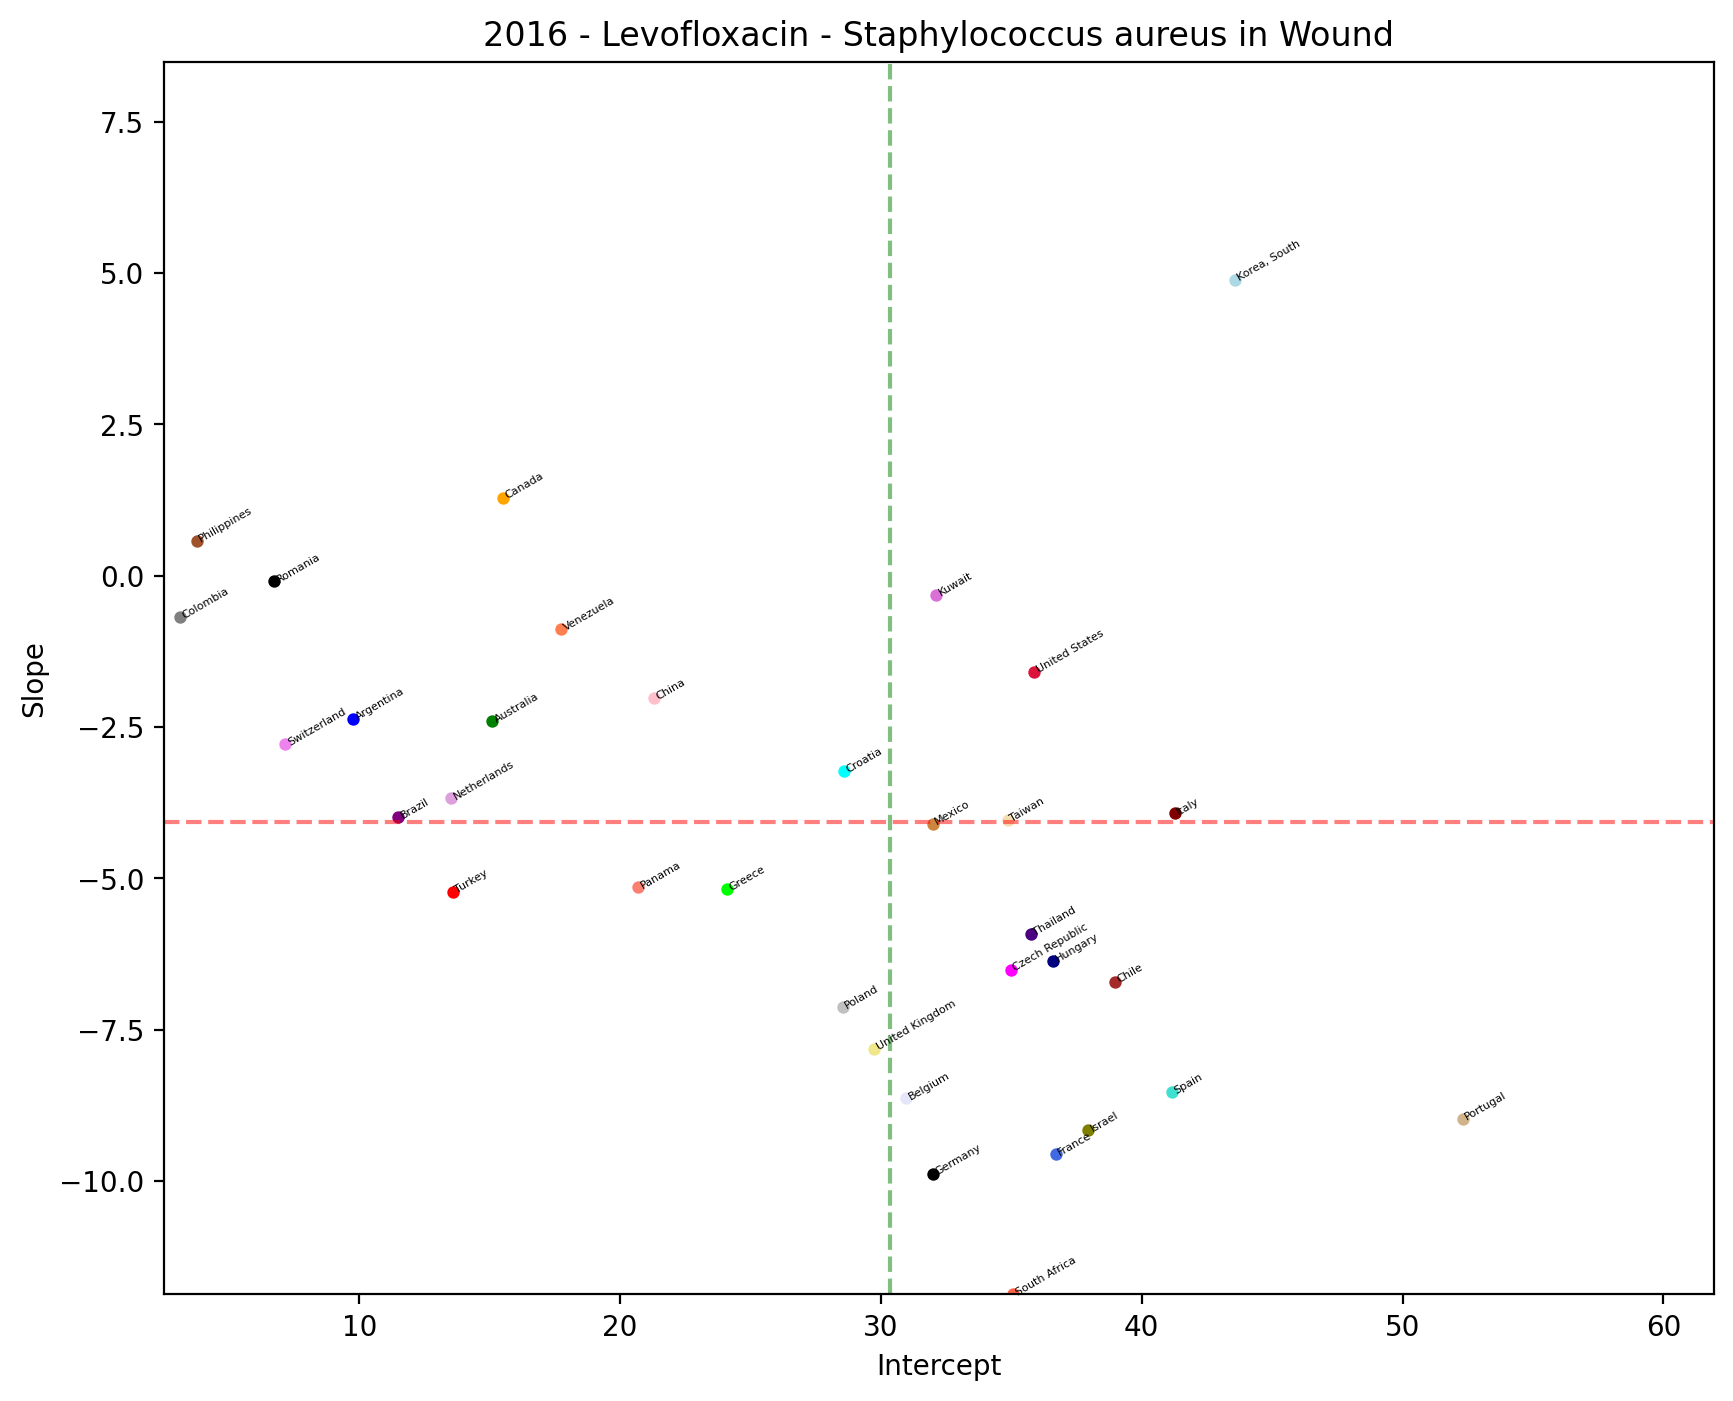 2016 - Levofloxacin - Staphylococcus aureus in Wound
7.5
Korea, South
5.0
2.5
Canada
Philippines
Romania
0.0
Kuwait
Colombia
Venezuela
United States
Slope
China
Argentina
Australia
Switzerland
−2.5
Croatia
Netherlands
Brazil
Mexico
Taiwan
Italy
Turkey
Panama
Greece
−5.0
Thailand
Czech Republic
Hungary
Chile
Poland
−7.5
United Kingdom
Belgium
Spain
Portugal
Israel
France
Germany
−10.0
South Africa
10
20
30
40
50
60
Intercept